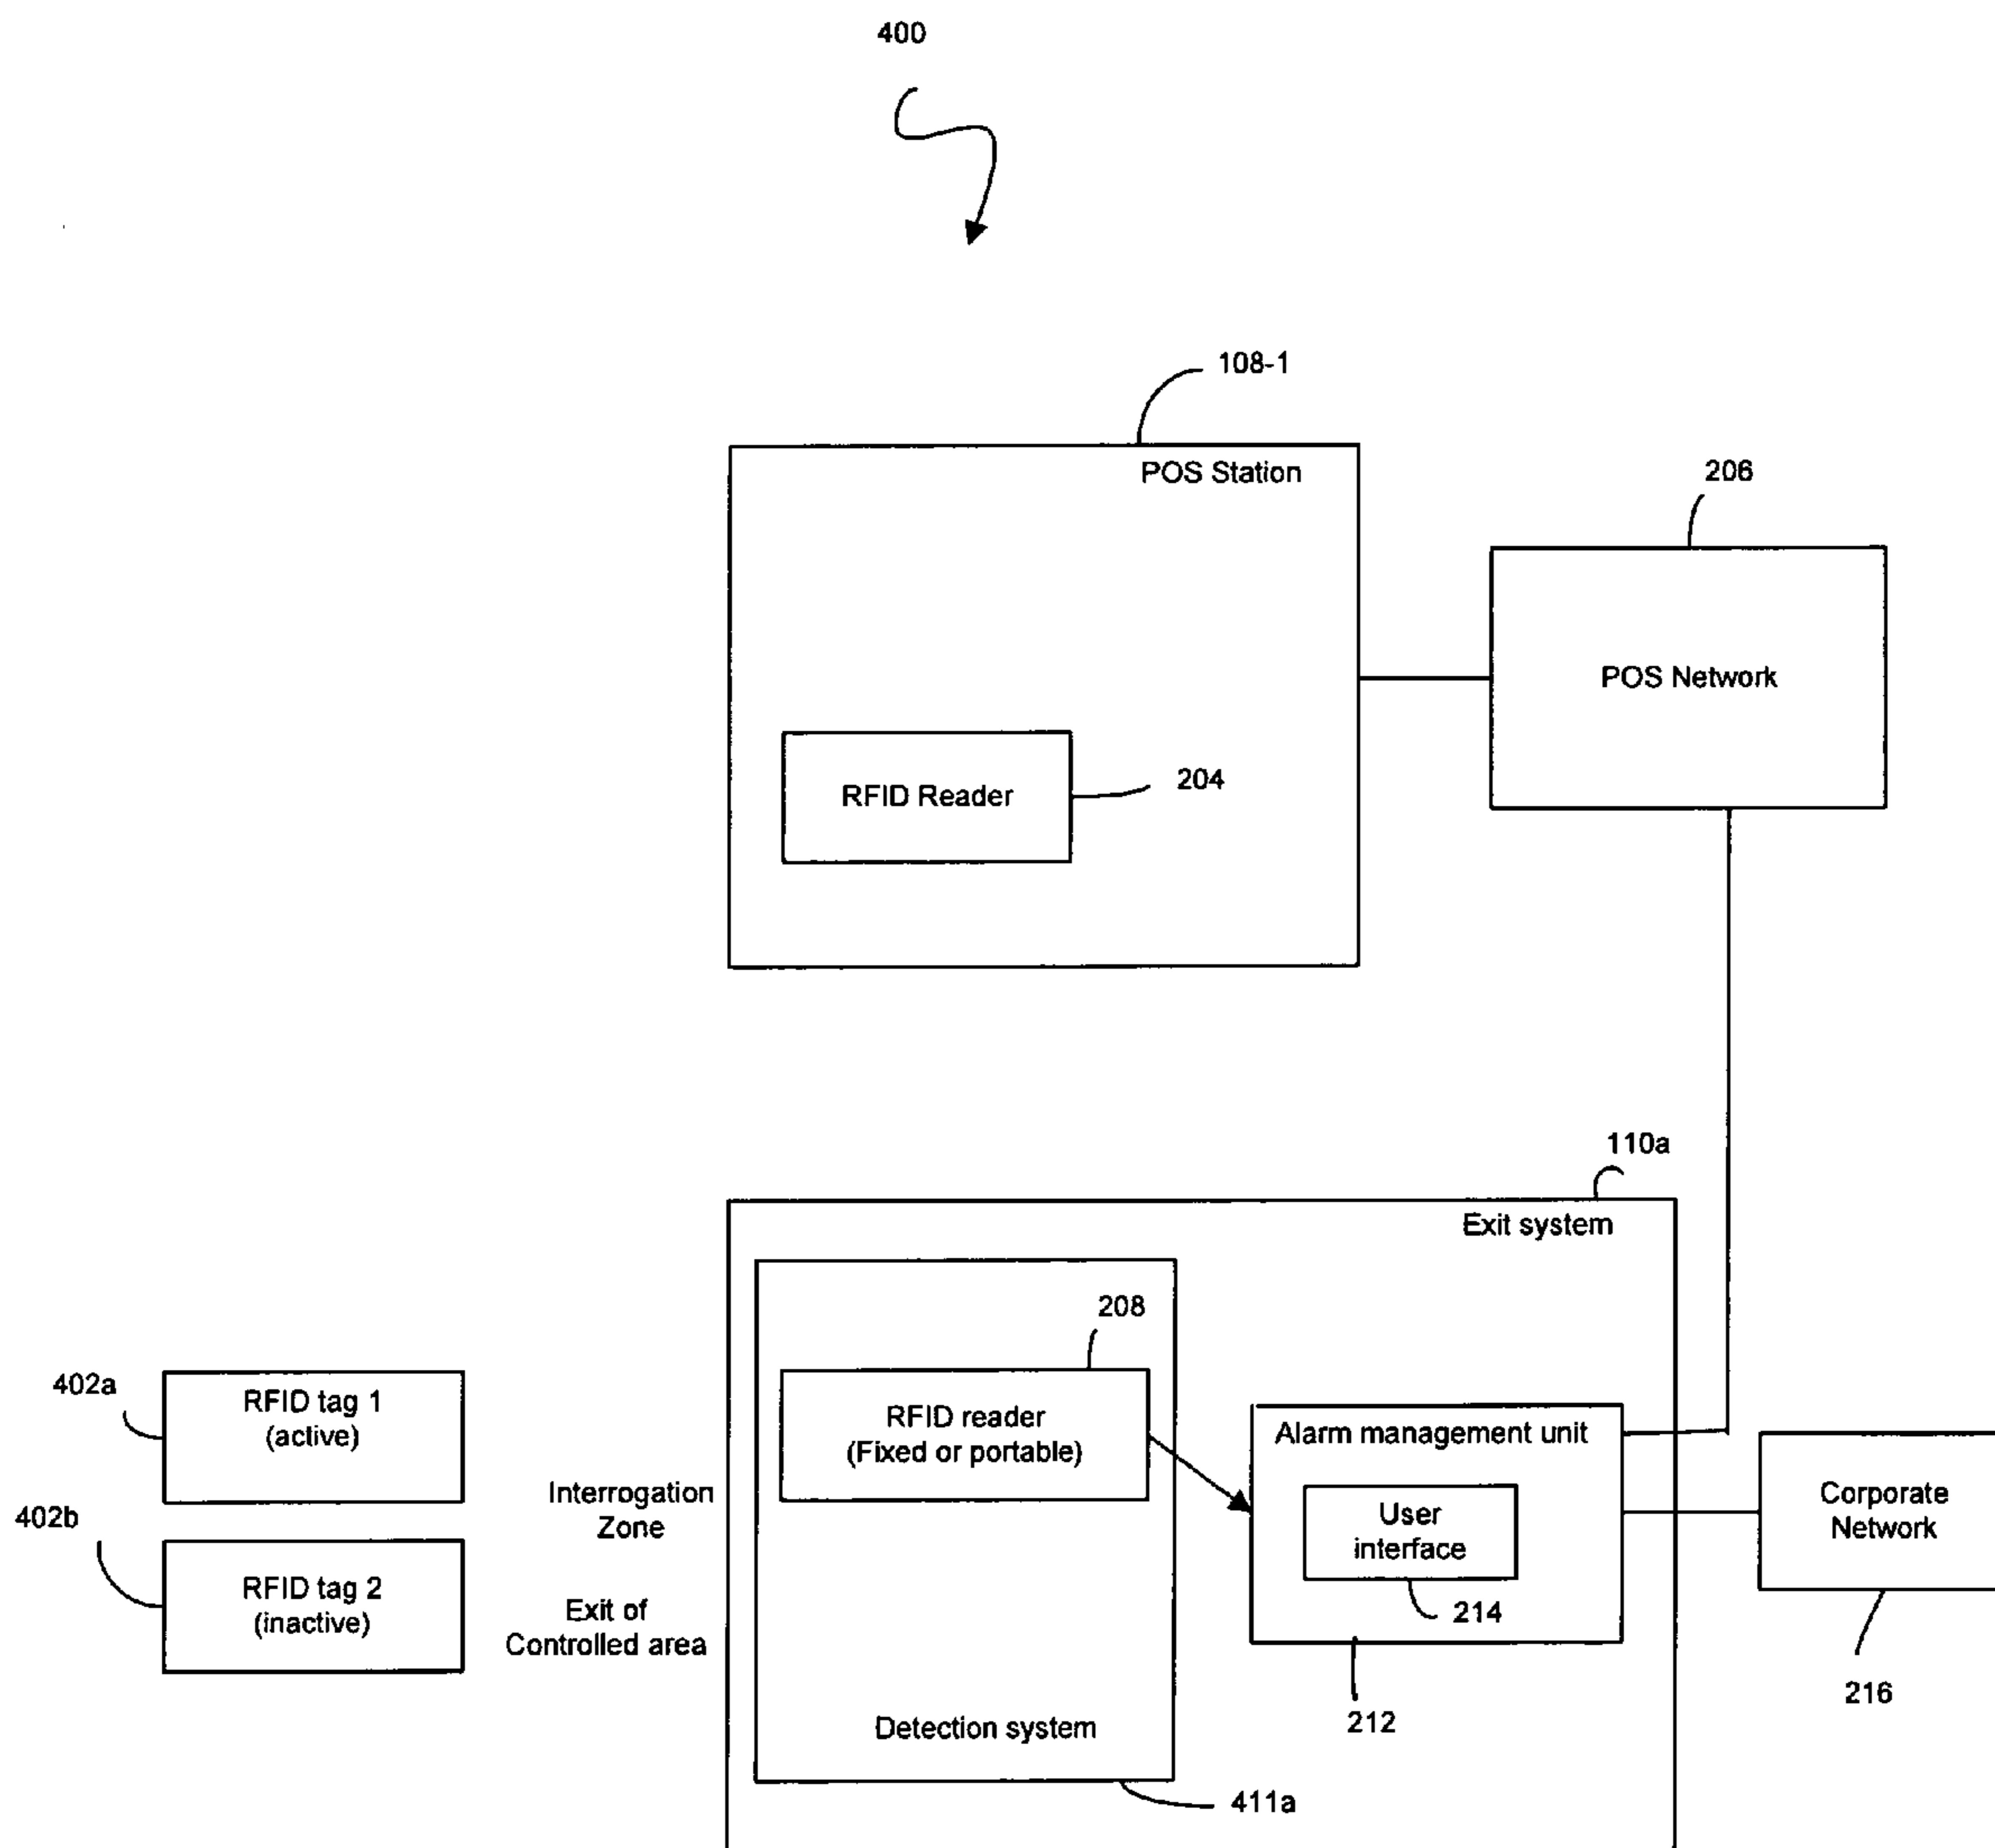 400
108-1
POS Station
206
POS Network
RFID Reader
204
110a
Exit system
208
402a
RFID tag 1
(active)
RFID reader
(Fixed or portable)
Alarm management unit
Interrogation
Zone
User
interface
Corporate
Network
402b
RFID tag 2
(inactive)
Exit of
Controlled area
214
212
216
Detection system
411a